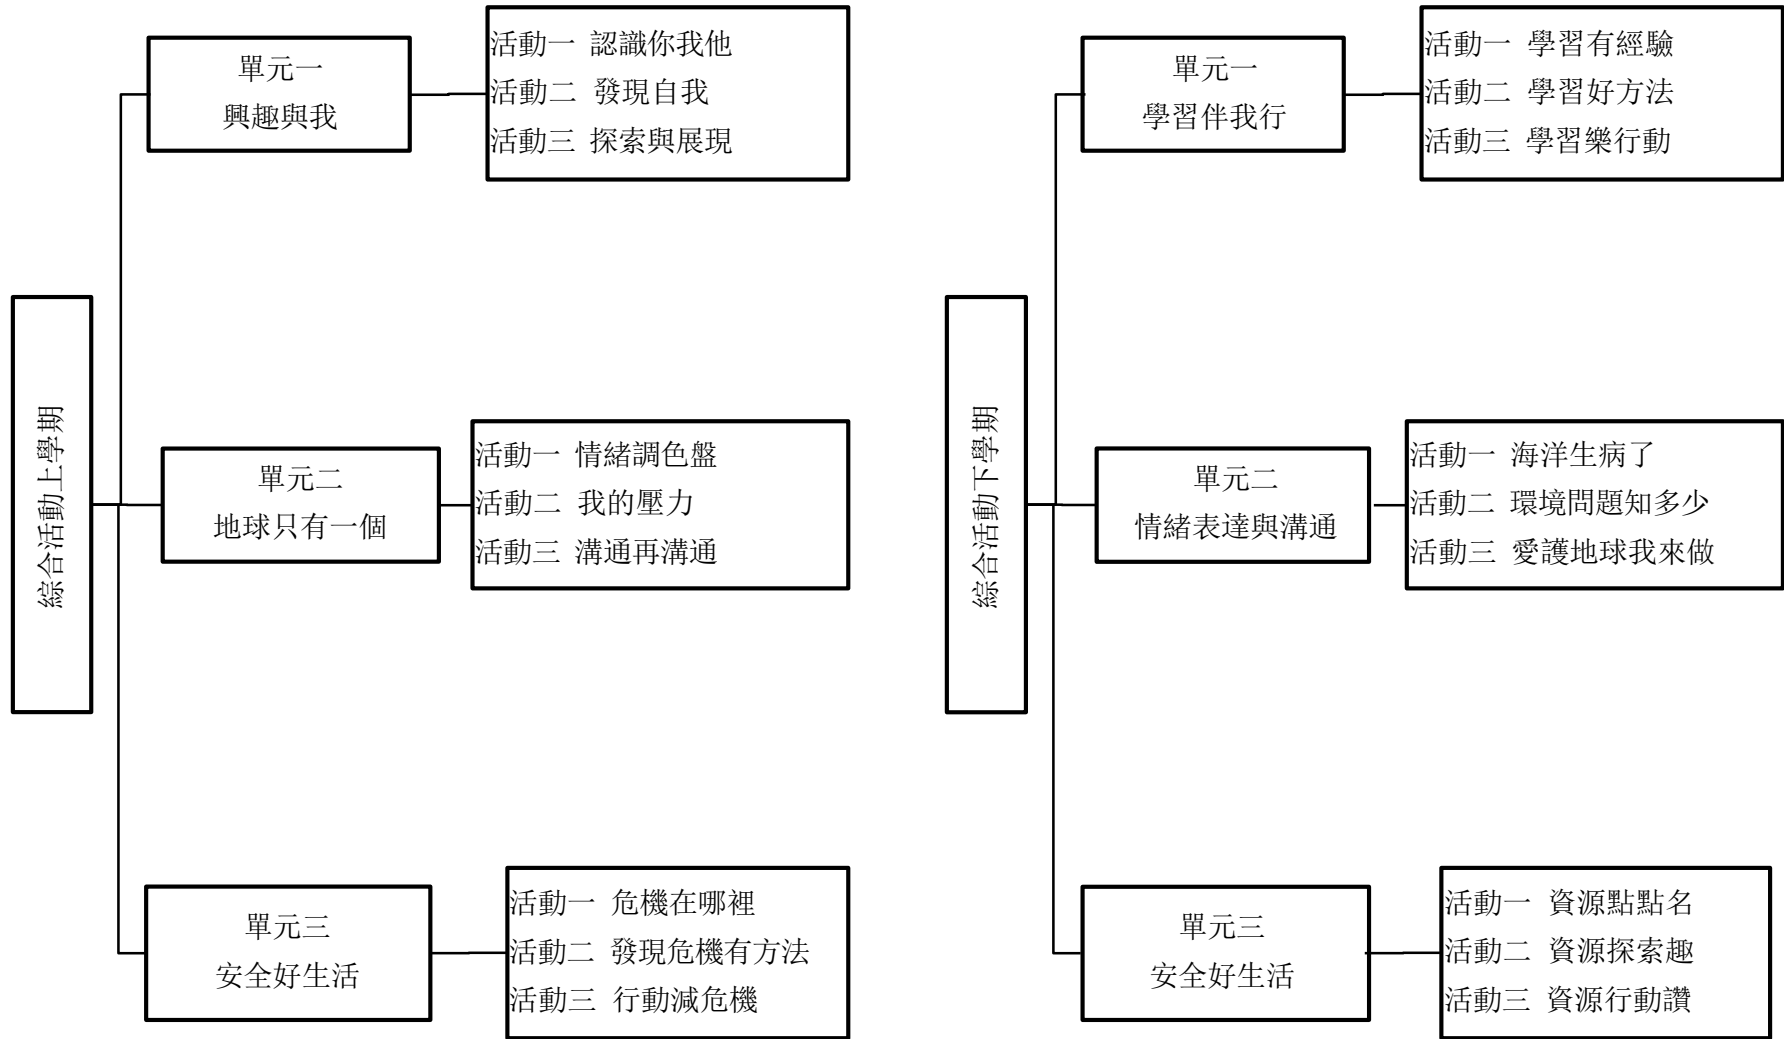 綜合活動上學期
單元一
興趣與我
活動一 認識你我他
活動二 發現自我
活動三 探索與展現
單元二
地球只有一個
活動一 情緒調色盤
活動二 我的壓力
活動三 溝通再溝通
單元三
安全好生活
活動一 危機在哪裡
活動二 發現危機有方法
活動三 行動減危機
綜合活動下學期
單元一
學習伴我行
活動一 學習有經驗
活動二 學習好方法
活動三 學習樂行動
單元二
情緒表達與溝通
活動一 海洋生病了
活動二 環境問題知多少
活動三 愛護地球我來做
單元三
安全好生活
活動一 資源點點名
活動二 資源探索趣
活動三 資源行動讚